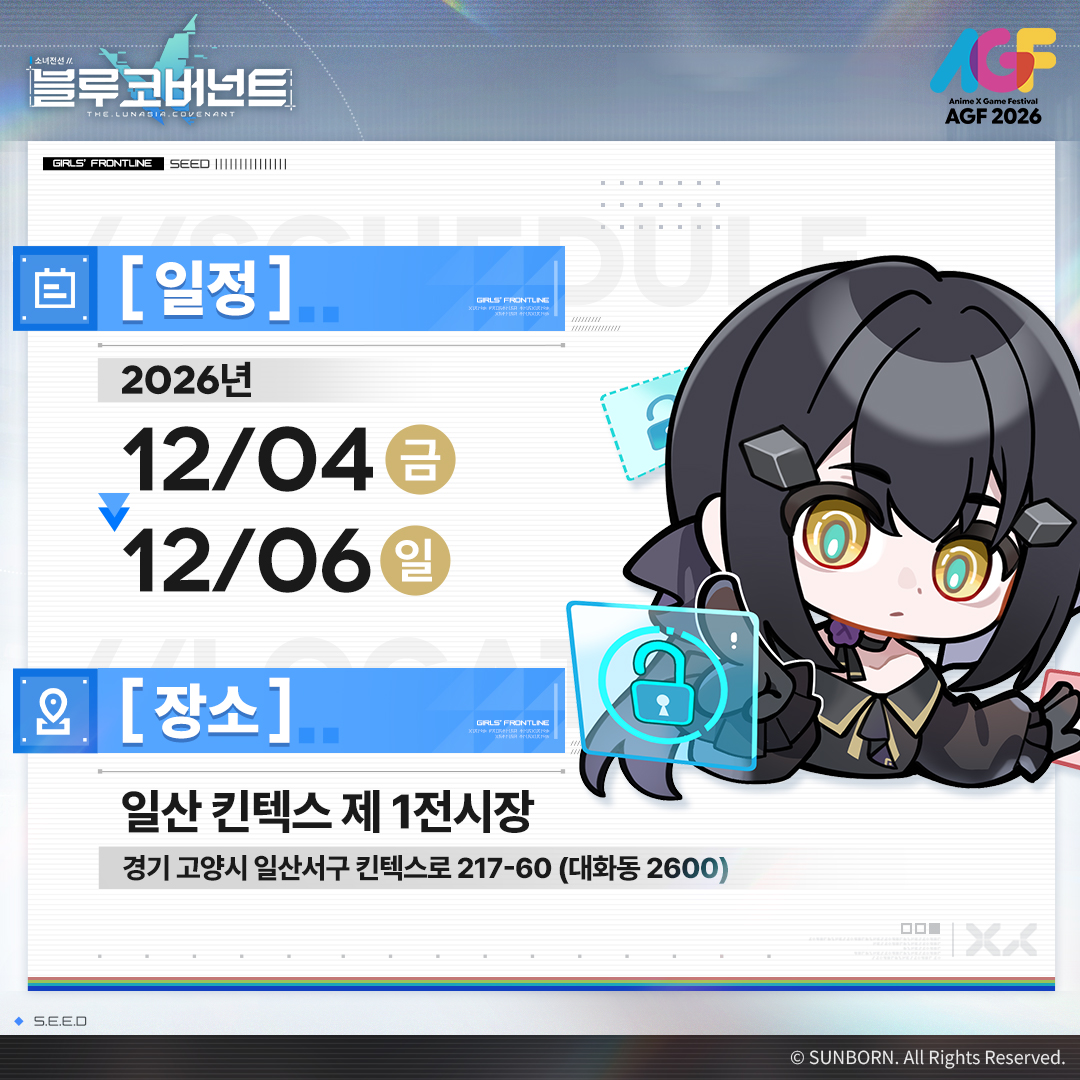 소녀전선 //
블루 코버넌트
THE.LUNASIA.COVENANT
AGF
Anime X Game Festival
AGF 2026
GIRLS' FRONTLINE SEED
//SCHEDULE
[ 일정 ]
GIRLS' FRONTLINE
2026년
12/04 금
12/06 일
[ 장소 ]
GIRLS' FRONTLINE
일산 킨텍스 제 1전시장
경기 고양시 일산서구 킨텍스로 217-60 (대화동 2600)
S.E.E.D
© SUNBORN. All Rights Reserved.